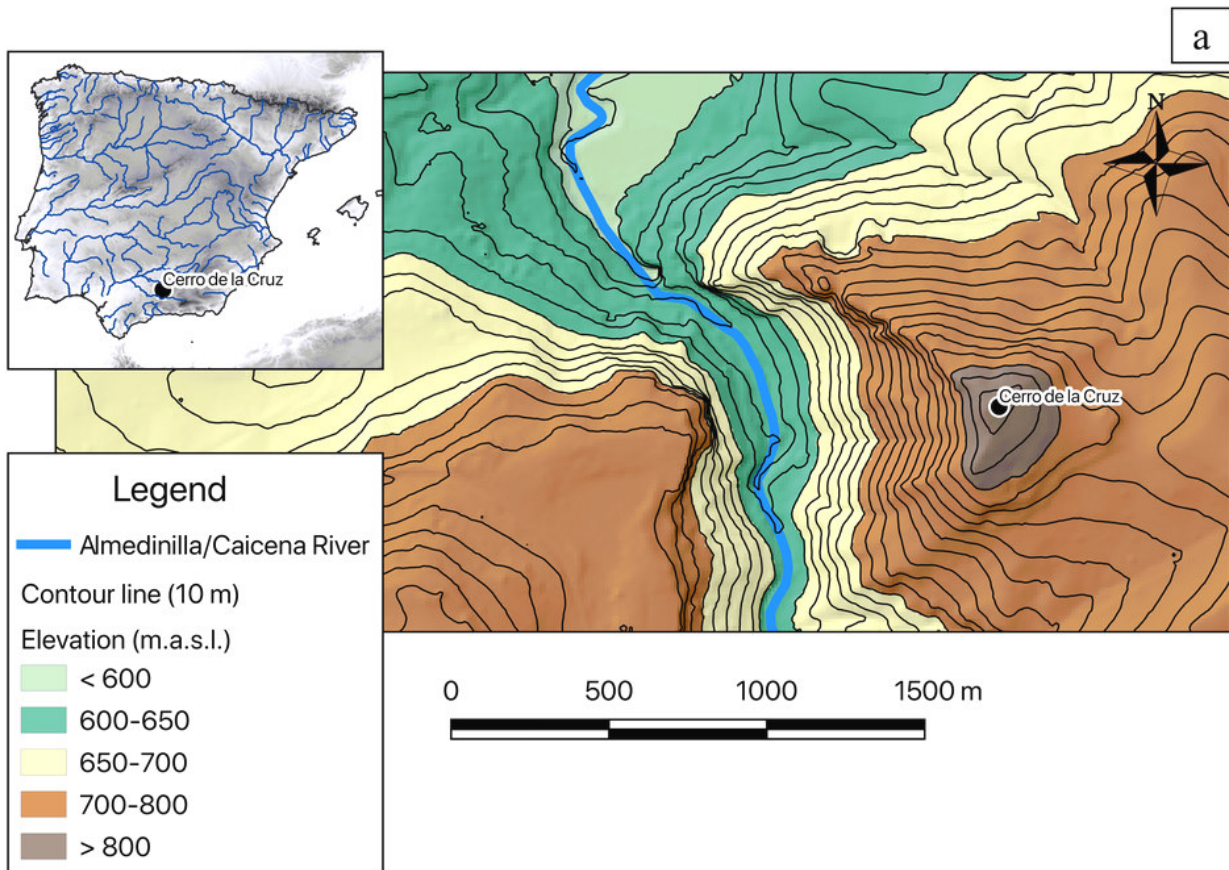 a
N
Cerro de la Cruz
Cerro de la Cruz
Legend
Almedinilla/Caicena River
Contour line (10 m)
Elevation (m.a.s.l.)
< 600
600-650
650-700
700-800
> 800
0 500 1000 1500 m